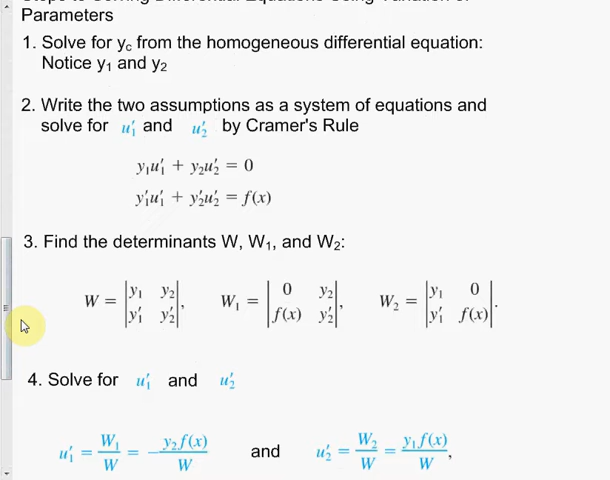 Parameters
1. Solve for y_c from the homogeneous differential equation:
Notice y₁ and y₂
2. Write the two assumptions as a system of equations and
solve for u₁′ and u₂′ by Cramer's Rule
y₁u₁′ + y₂u₂′ = 0
y₁′u₁′ + y₂′u₂′ = f(x)
3. Find the determinants W, W₁, and W₂:
W = |y₁ y₂; y₁′ y₂′|, W₁ = |0 y₂; f(x) y₂′|, W₂ = |y₁ 0; y₁′ f(x)|.
4. Solve for u₁′ and u₂′
u₁′ = W₁/W = −y₂f(x)/W and u₂′ = W₂/W = y₁f(x)/W,